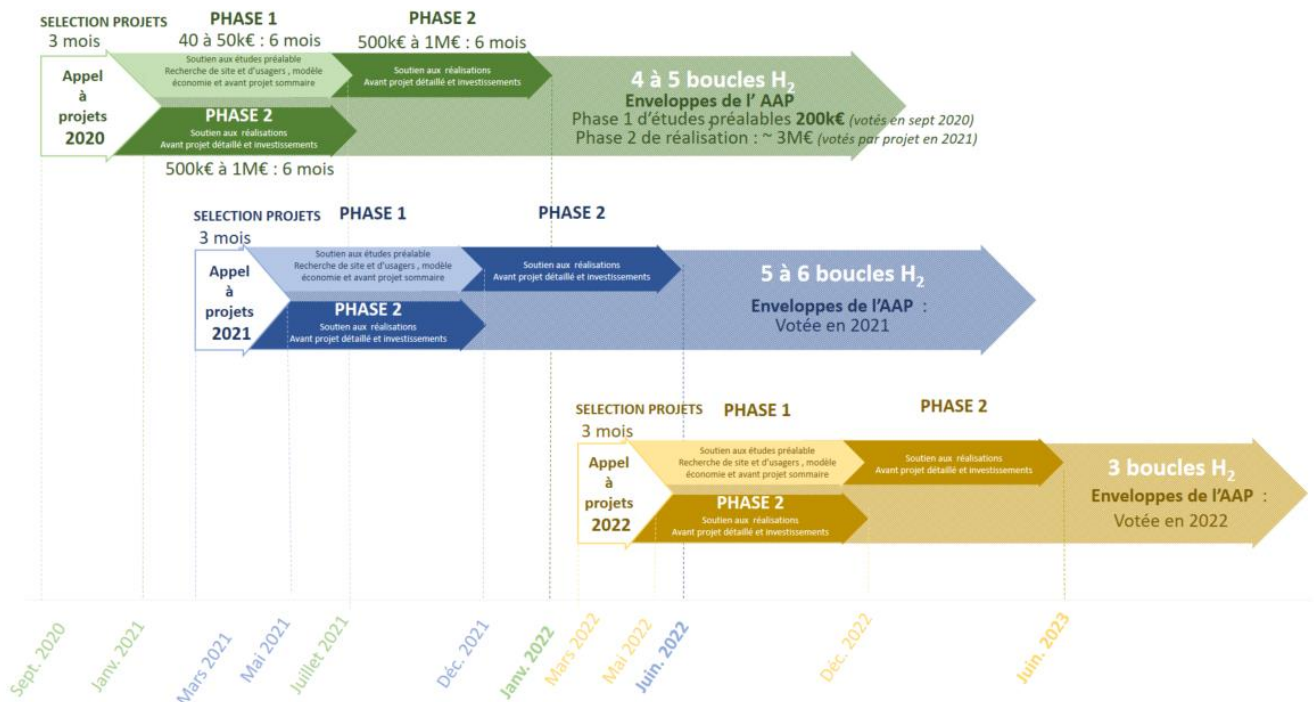 SELECTION PROJETS
3 mois
PHASE 1
40 à 50k€ : 6 mois
PHASE 2
500k€ à 1M€ : 6 mois
Appel
à
projets
2020
Soutien aux études préalable
Recherche de site et d'usagers , modèle
économie et avant projet sommaire
Soutien aux réalisations
Avant projet détaillé et investissements
PHASE 2
Soutien aux réalisations
Avant projet détaillé et investissements
500k€ à 1M€ : 6 mois
4 à 5 boucles H2
Enveloppes de l' AAP
Phase 1 d'études préalables 200k€ (votés en sept 2020)
Phase 2 de réalisation : ~ 3M€ (votés par projet en 2021)
SELECTION PROJETS
3 mois
PHASE 1
PHASE 2
Appel
à
projets
2021
Soutien aux études préalable
Recherche de site et d'usagers , modèle
économie et avant projet sommaire
Soutien aux réalisations
Avant projet détaillé et investissements
PHASE 2
Soutien aux réalisations
Avant projet détaillé et investissements
5 à 6 boucles H2
Enveloppes de l'AAP :
Votée en 2021
SELECTION PROJETS
3 mois
PHASE 1
PHASE 2
Appel
à
projets
2022
Soutien aux études préalable
Recherche de site et d'usagers , modèle
économie et avant projet sommaire
Soutien aux réalisations
Avant projet détaillé et investissements
PHASE 2
Soutien aux réalisations
Avant projet détaillé et investissements
3 boucles H2
Enveloppes de l'AAP :
Votée en 2022
Sept. 2020
Janv. 2021
Mars 2021
Mai 2021
Juillet 2021
Déc. 2021
Janv. 2022
Mars 2022
Mai 2022
Juin. 2022
Déc. 2022
Juin. 2023